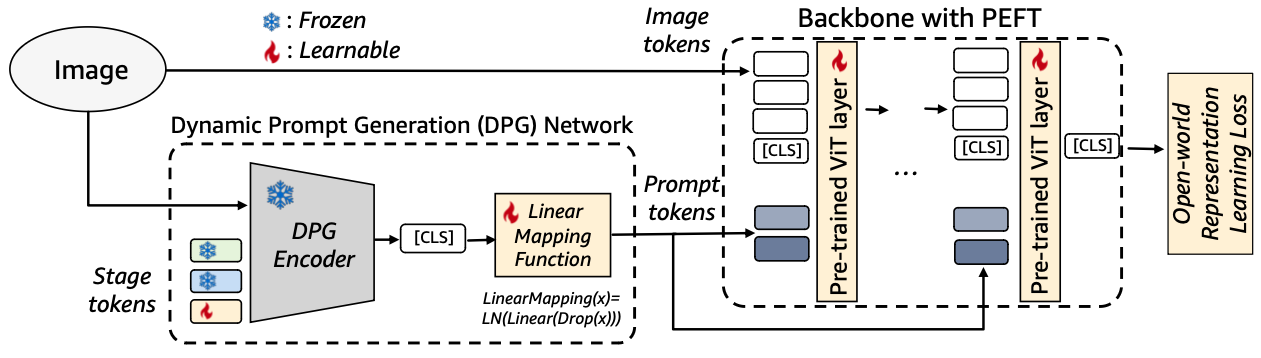 : Frozen
: Learnable
Image
Image
tokens
Backbone with PEFT
[CLS]
Pre-trained ViT layer
...
[CLS]
Pre-trained ViT layer
[CLS]
Open-world
Representation
Learning Loss
Dynamic Prompt Generation (DPG) Network
DPG
Encoder
[CLS]
Linear
Mapping
Function
LinearMapping(x)=
LN(Linear(Drop(x)))
Stage
tokens
Prompt
tokens